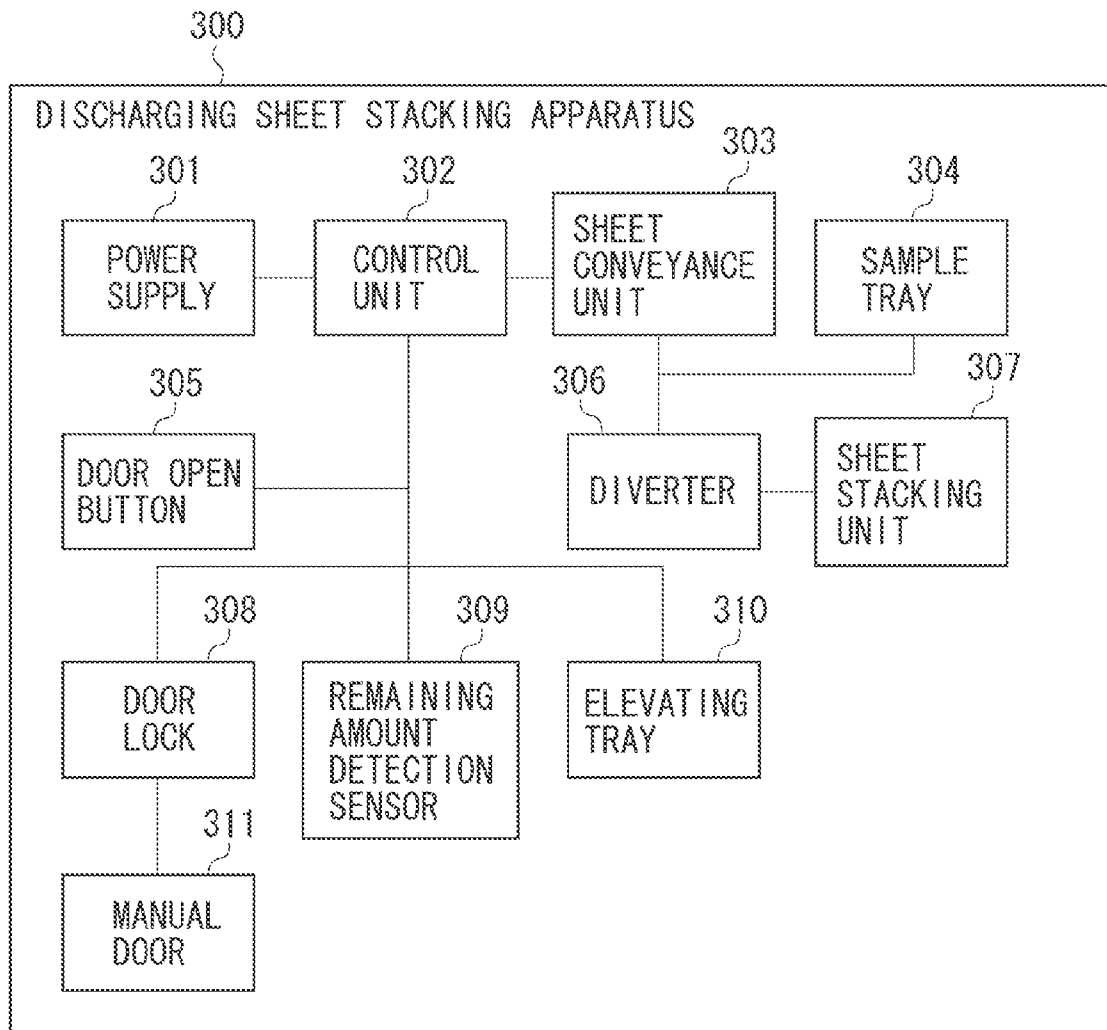 300
DISCHARGING SHEET STACKING APPARATUS
301
POWER
SUPPLY
302
CONTROL
UNIT
303
SHEET
CONVEYANCE
UNIT
304
SAMPLE
TRAY
305
DOOR OPEN
BUTTON
306
DIVERTER
307
SHEET
STACKING
UNIT
308
DOOR
LOCK
309
REMAINING
AMOUNT
DETECTION
SENSOR
310
ELEVATING
TRAY
311
MANUAL
DOOR